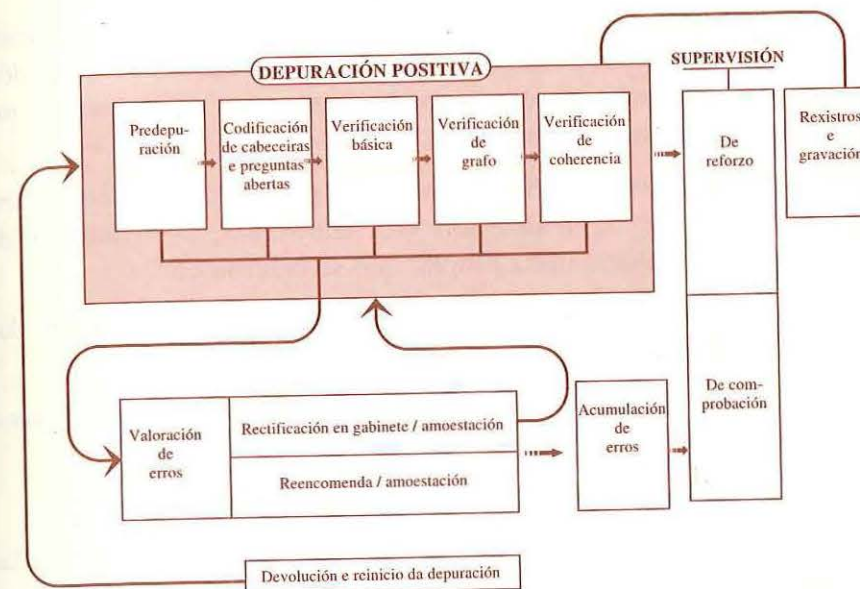 DEPURACIÓN POSITIVA
SUPERVISIÓN
Predepu-
ración
Codificación
de cabeceiras
e preguntas
abertas
Verificación
básica
Verificación
de
grafo
Verificación
de
coherencia
De
reforzo
Rexistros
e
gravación
De com-
probación
Valoración
de
erros
Rectificación en gabinete / amoestación
Reencomenda / amoestación
Acumulación
de
erros
Devolución e reinicio da depuración